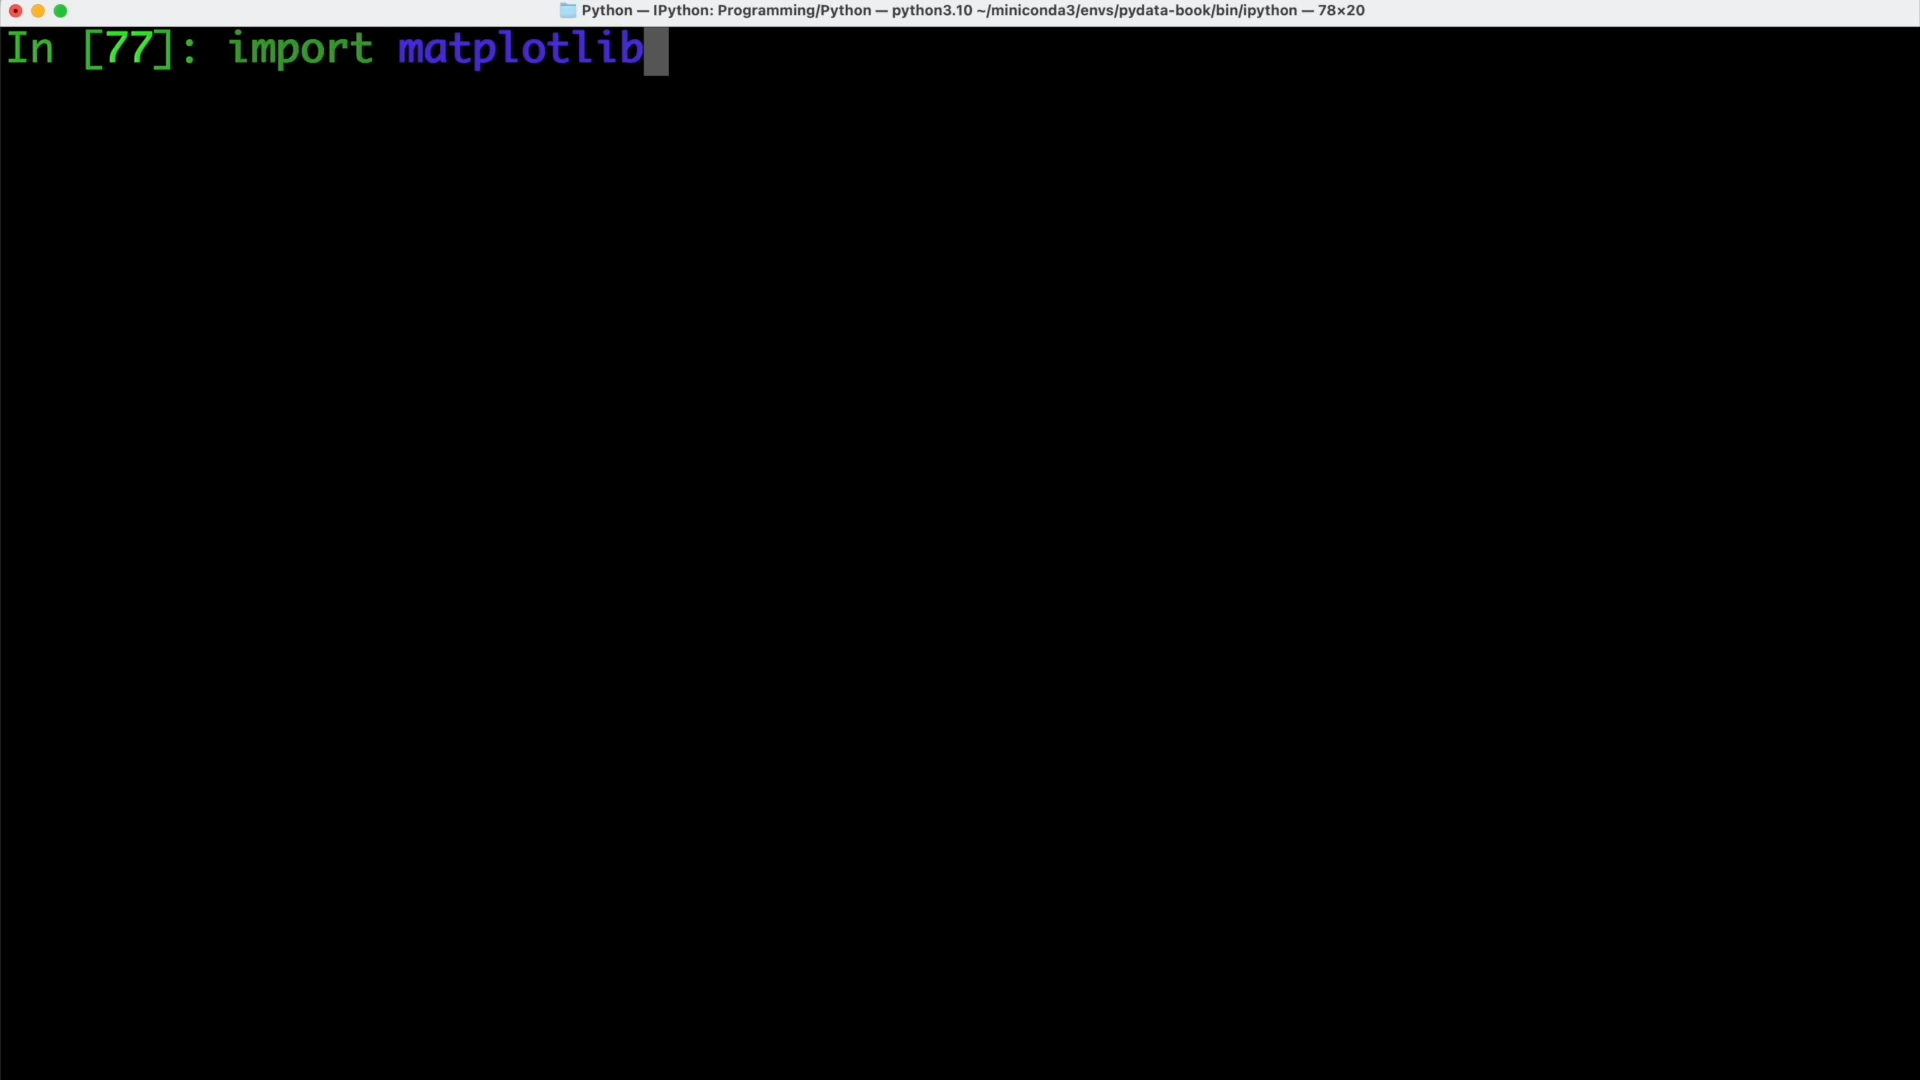 Python — IPython: Programming/Python — python3.10 ~/miniconda3/envs/pydata-book/bin/ipython — 78×20
In [77]: import matplotlib